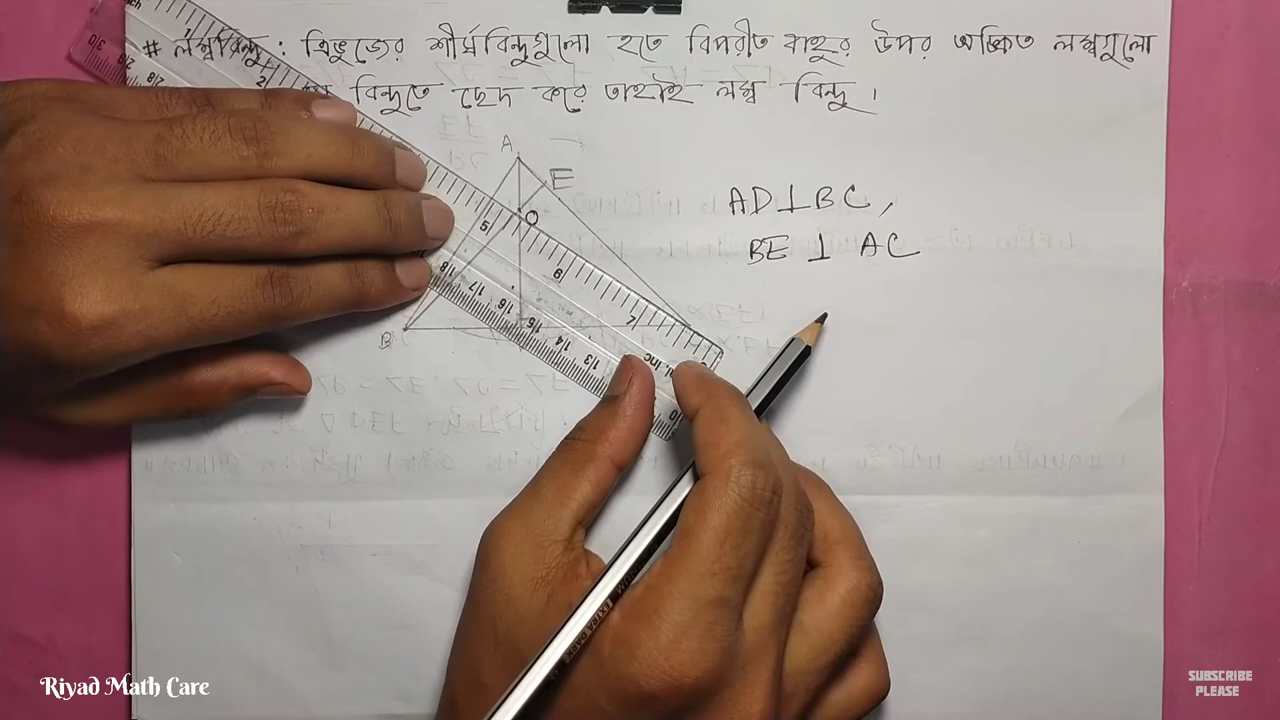 # লম্ববিন্দু : ত্রিভুজের শীর্ষবিন্দুগুলো হতে বিপরীত বাহুর উপর অঙ্কিত লম্বগুলো
বিন্দুতে ছেদ করে তাহাই লম্ব বিন্দু।
A
E
AD⊥BC,
O
BE ⊥ AC
B
Riyad Math Care
SUBSCRIBE
PLEASE